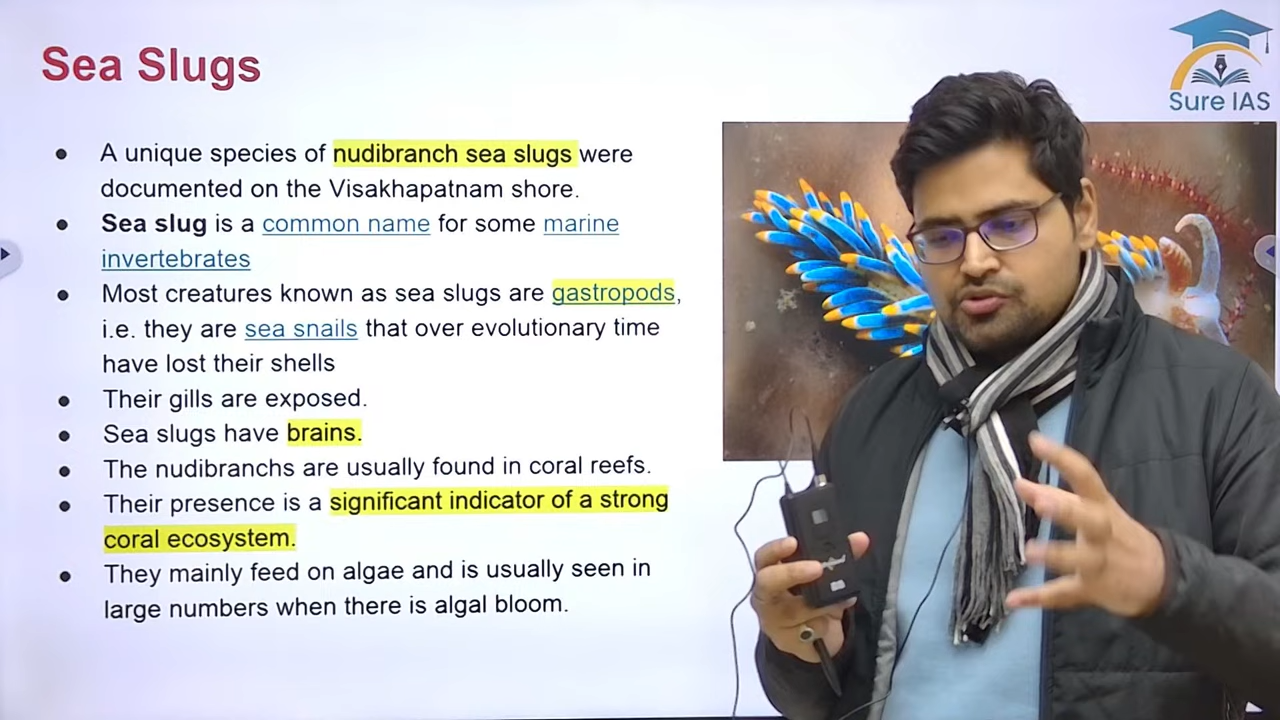 Sea Slugs
Sure IAS
A unique species of nudibranch sea slugs were
documented on the Visakhapatnam shore.
Sea slug is a common name for some marine
invertebrates
Most creatures known as sea slugs are gastropods,
i.e. they are sea snails that over evolutionary time
have lost their shells
Their gills are exposed.
Sea slugs have brains.
The nudibranchs are usually found in coral reefs.
Their presence is a significant indicator of a strong
coral ecosystem.
They mainly feed on algae and is usually seen in
large numbers when there is algal bloom.